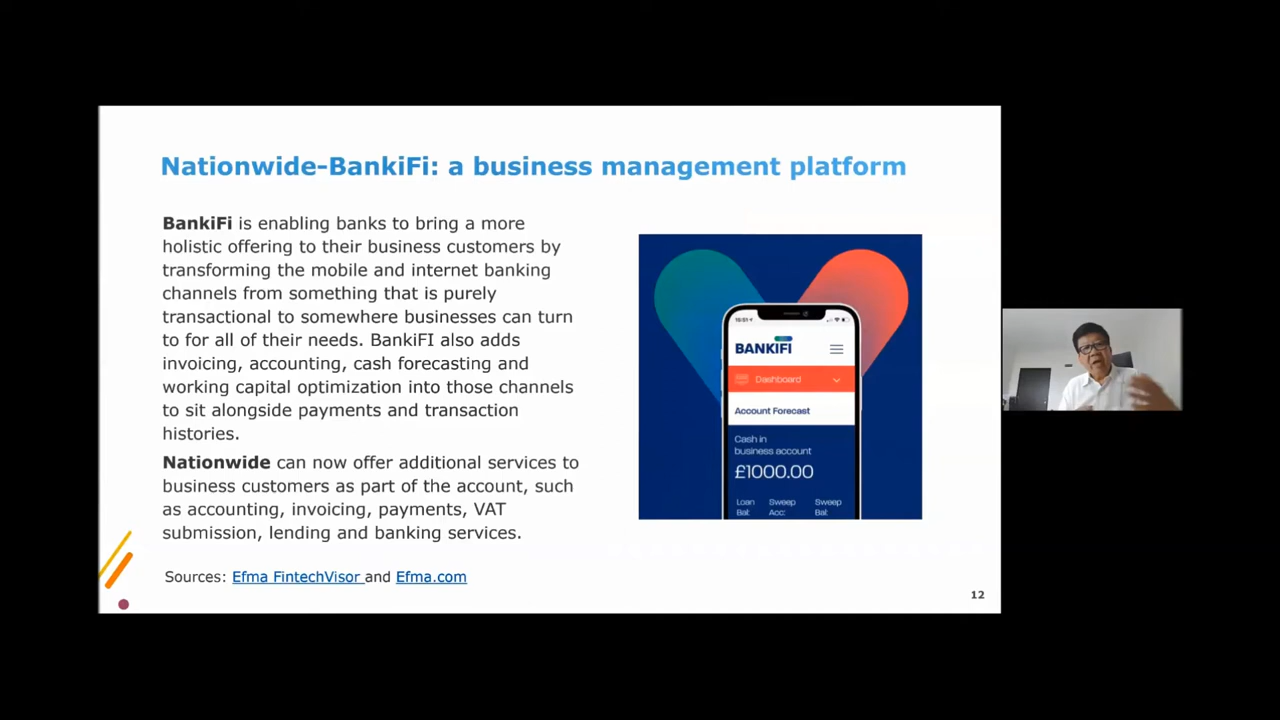 Nationwide-BankiFi: a business management platform
BankiFi is enabling banks to bring a more
holistic offering to their business customers by
transforming the mobile and internet banking
channels from something that is purely
transactional to somewhere businesses can turn
to for all of their needs. BankiFI also adds
invoicing, accounting, cash forecasting and
working capital optimization into those channels
to sit alongside payments and transaction
histories.
Nationwide can now offer additional services to
business customers as part of the account, such
as accounting, invoicing, payments, VAT
submission, lending and banking services.
Sources: Efma FintechVisor and Efma.com
15:51
BANKIFI
Dashboard
Account Forecast
Cash in
business account
£1000.00
Loan Sweep Sweep
Bal: Acc: Bal:
12